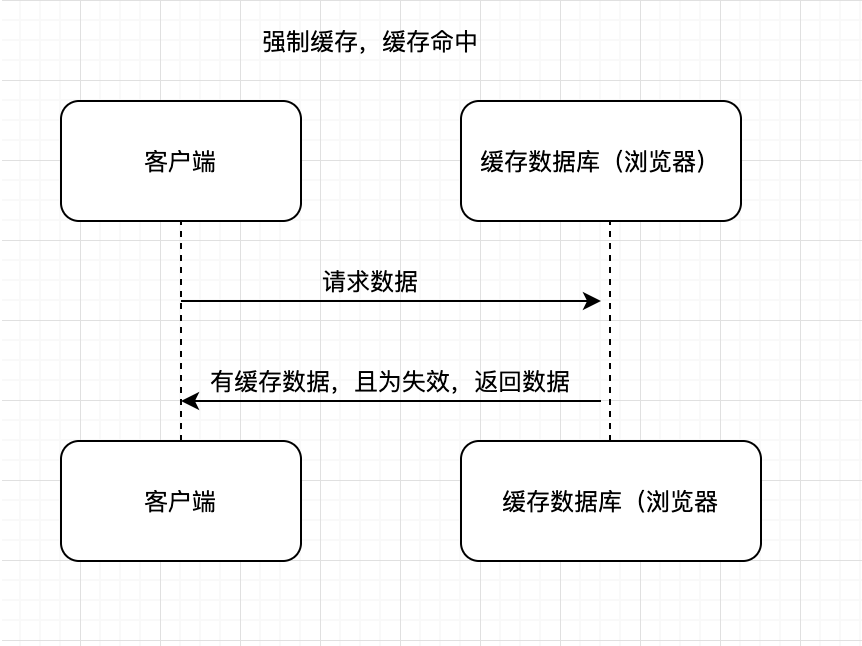 强制缓存，缓存命中
客户端
缓存数据库（浏览器）
请求数据
有缓存数据，且为失效，返回数据
客户端
缓存数据库（浏览器